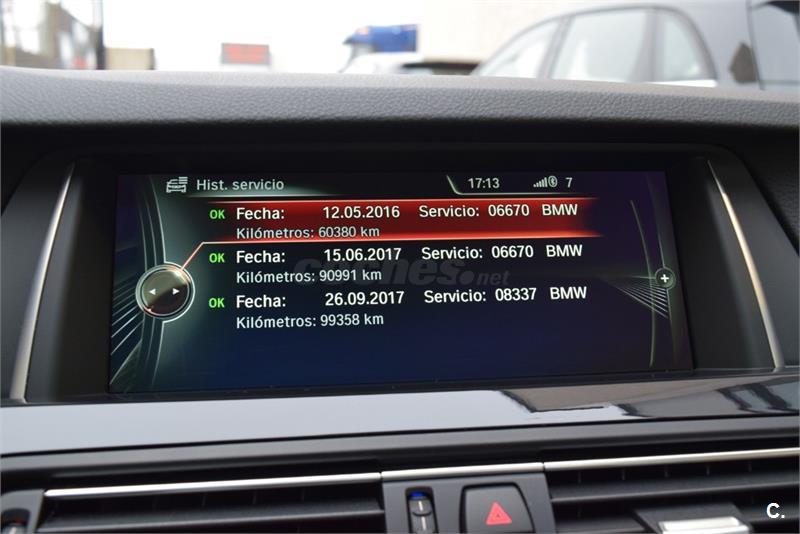 Hist. servicio 17:13 7
OK Fecha: 12.05.2016 Servicio: 06670 BMW
Kilómetros: 60380 km
OK Fecha: 15.06.2017 Servicio: 06670 BMW
Kilómetros: 90991 km
coches.net
OK Fecha: 26.09.2017 Servicio: 08337 BMW
Kilómetros: 99358 km
C.